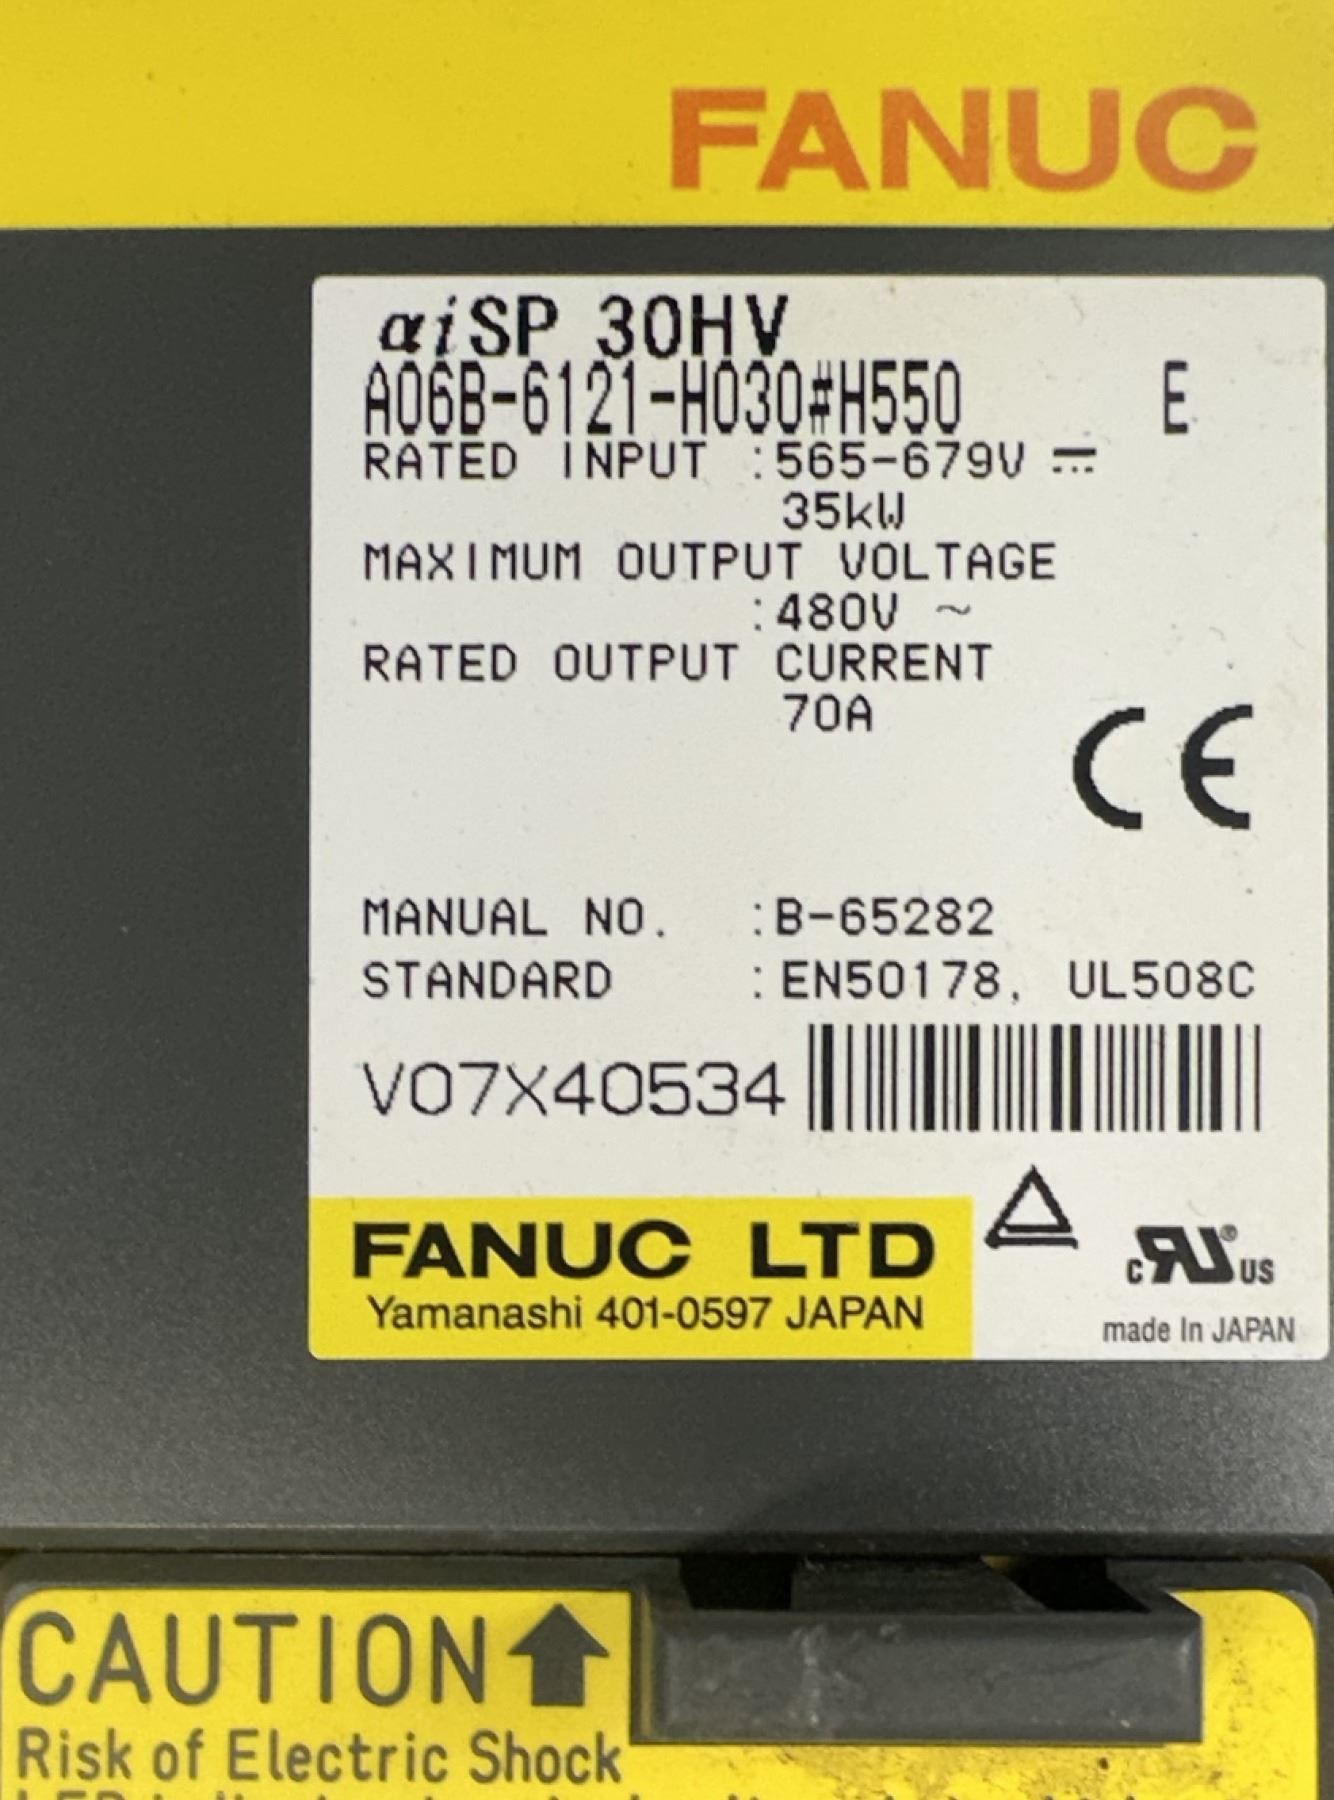 FANUC
αiSP 30HV
A06B-6121-H030#H550 E
RATED INPUT :565-679V ⎓
35kW
MAXIMUM OUTPUT VOLTAGE
:480V ~
RATED OUTPUT CURRENT
70A
CE
MANUAL NO. :B-65282
STANDARD :EN50178, UL508C
V07X40534
FANUC LTD
Yamanashi 401-0597 JAPAN
c RU® US
made In JAPAN
CAUTION
Risk of Electric Shock